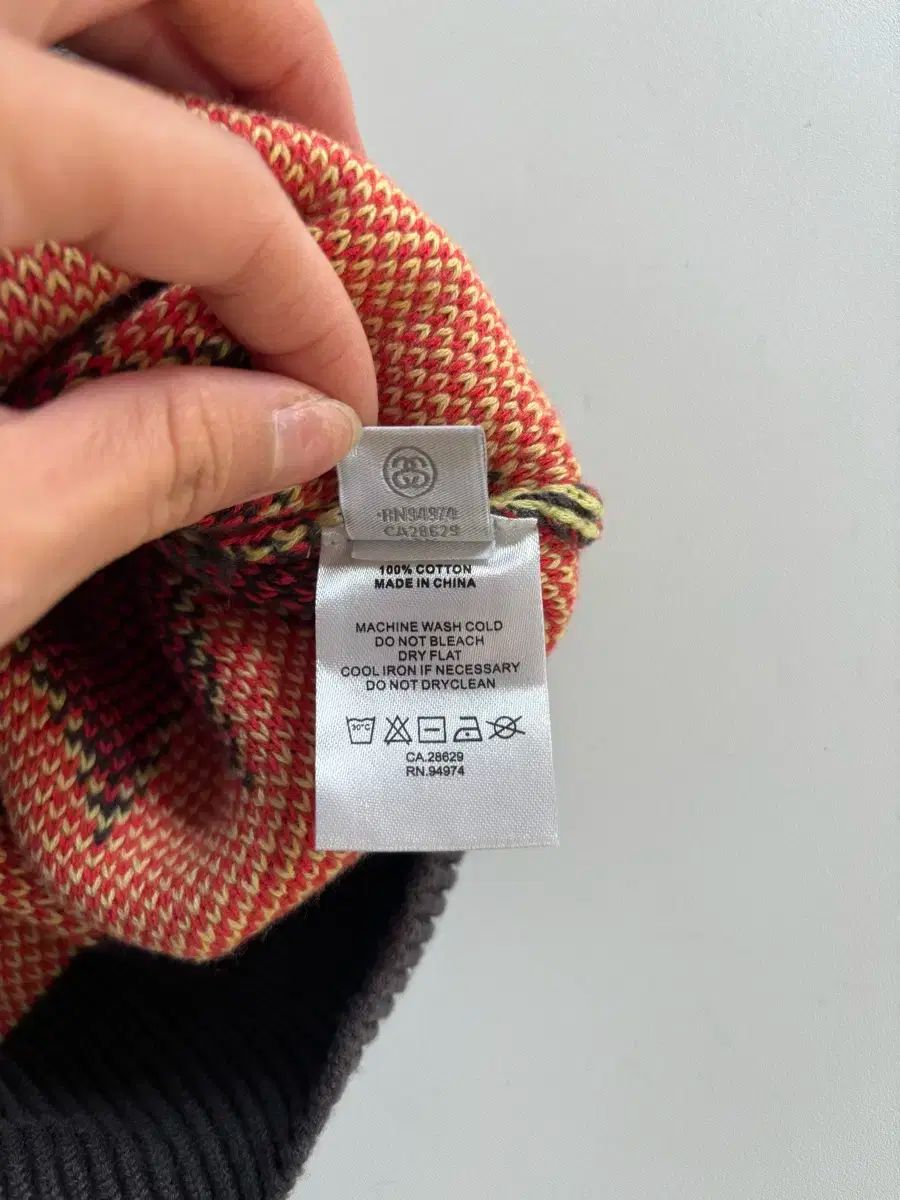 RN94974
CA28629
100% COTTON
MADE IN CHINA
MACHINE WASH COLD
DO NOT BLEACH
DRY FLAT
COOL IRON IF NECESSARY
DO NOT DRYCLEAN
30°C
CA.28629
RN.94974